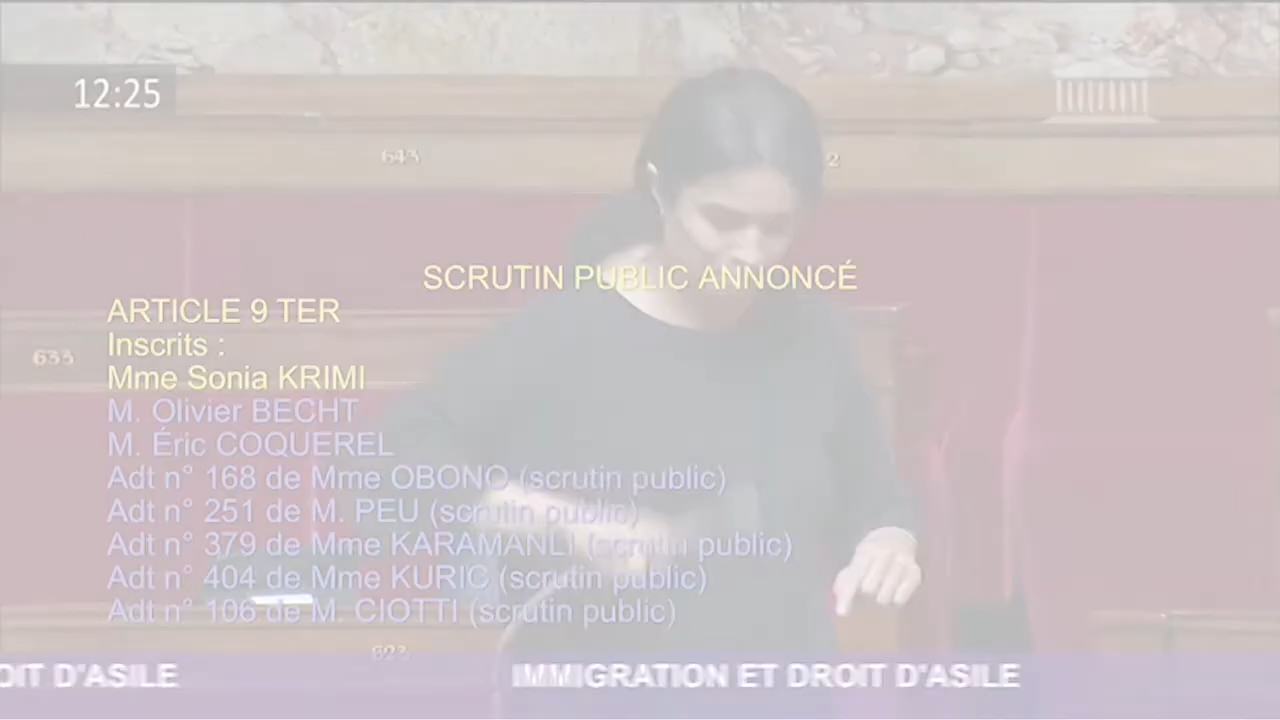 12:25
643
2
SCRUTIN PUBLIC ANNONCÉ
ARTICLE 9 TER
Inscrits :
633
Mme Sonia KRIMI
M. Olivier BECHT
M. Éric COQUEREL
Adt n° 168 de Mme OBONO (scrutin public)
Adt n° 251 de M. PEU (scrutin public)
Adt n° 379 de Mme KARAMANLI (scrutin public)
Adt n° 404 de Mme KURIC (scrutin public)
Adt n° 106 de M. CIOTTI (scrutin public)
623
OIT D'ASILE IMMIGRATION ET DROIT D'ASILE